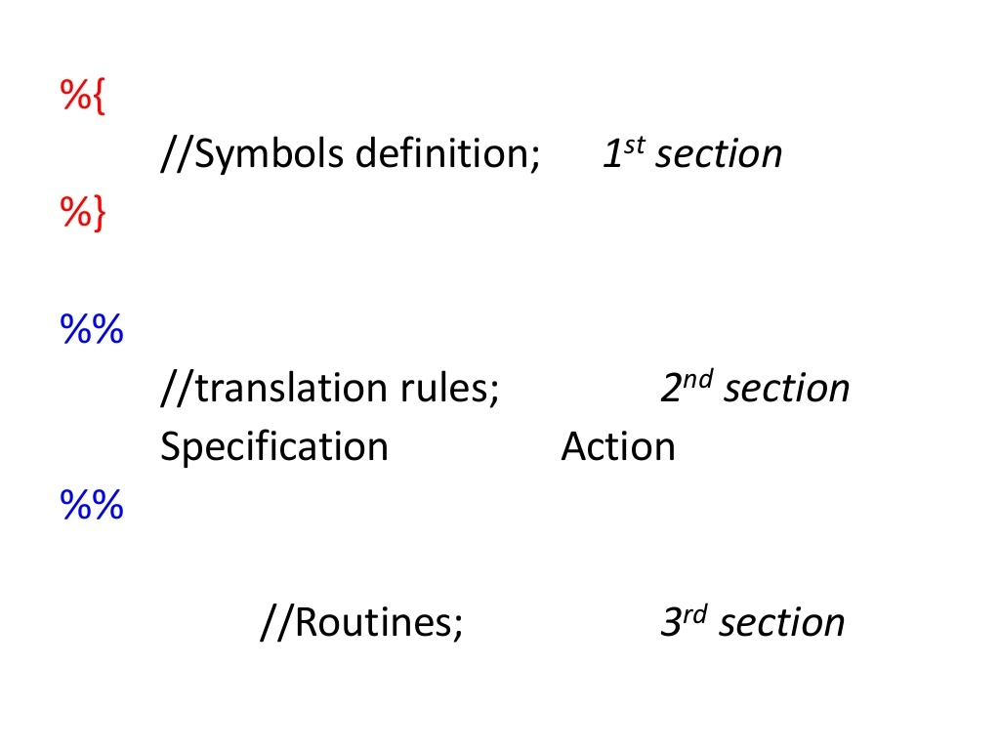 %{
//Symbols definition; 1st section
%}
%%
//translation rules; 2nd section
Specification Action
%%
//Routines; 3rd section